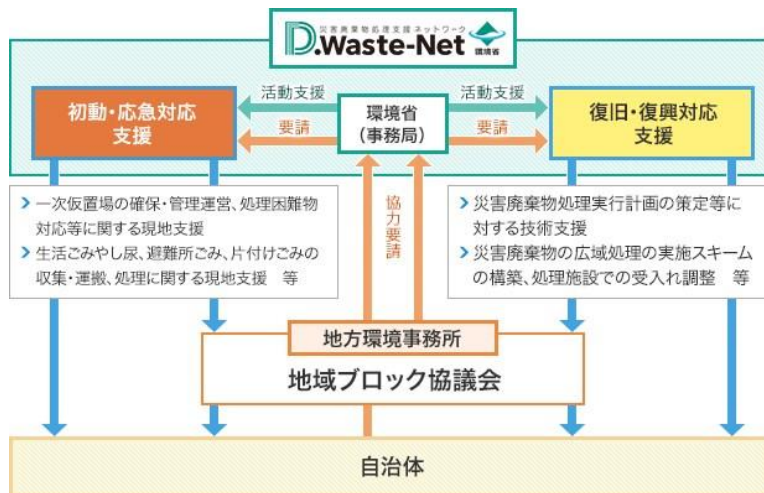 災害廃棄物処理支援ネットワーク
D.Waste-Net
環境省
活動支援
活動支援
初動・応急対応
支援
環境省
(事務局)
復旧・復興対応
支援
要請
要請
一次仮置場の確保・管理運営、処理困難物
対応等に関する現地支援
生活ごみやし尿、避難所ごみ、片付けごみの
収集・運搬、処理に関する現地支援 等
協力要請
災害廃棄物処理実行計画の策定等に
対する技術支援
災害廃棄物の広域処理の実施スキーム
の構築、処理施設での受入れ調整 等
地方環境事務所
地域ブロック協議会
自治体